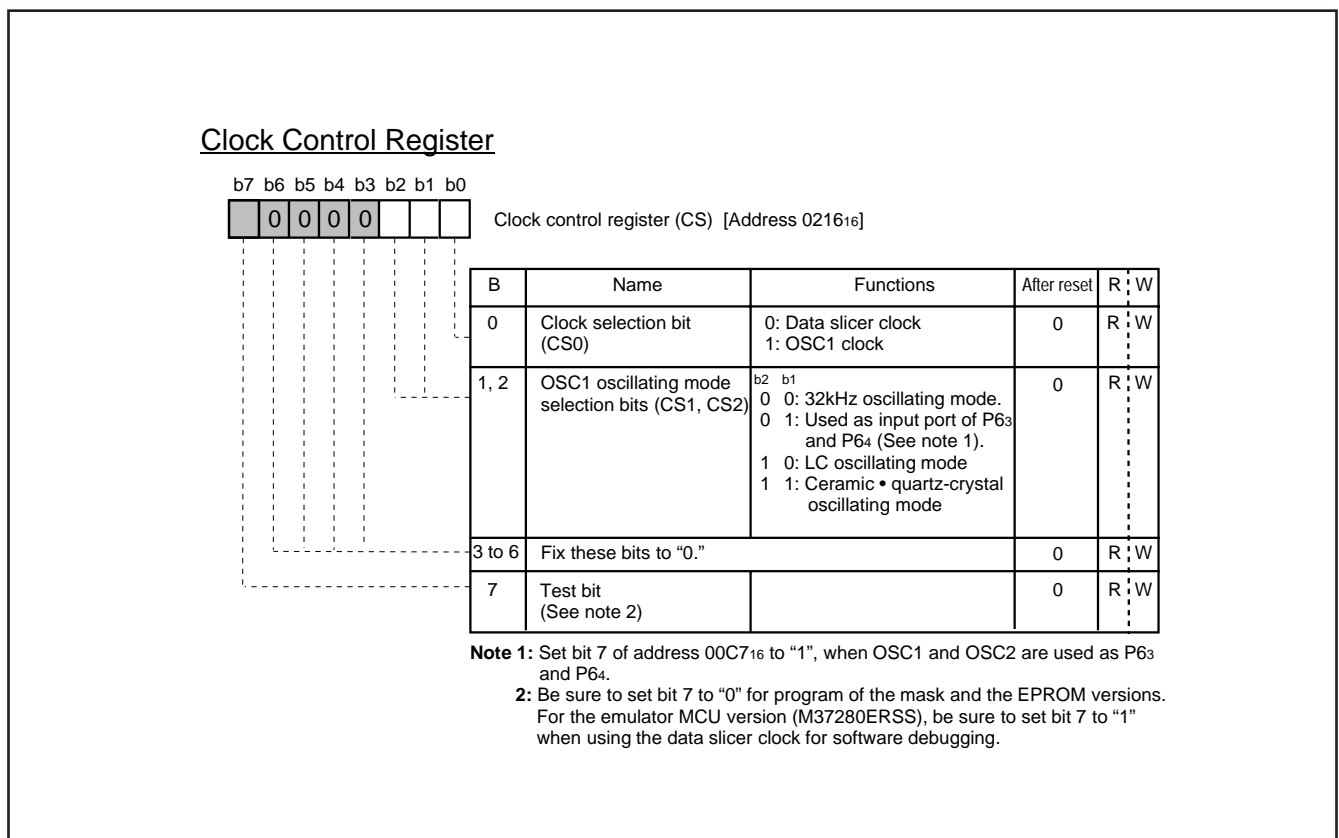 Clock Control Register
b7 b6 b5 b4 b3 b2 b1 b0
0 0 0 0
Clock control register (CS) [Address 021616]
B Name Functions After reset R W
0 Clock selection bit 0: Data slicer clock 0 R W
(CS0) 1: OSC1 clock
1, 2 OSC1 oscillating mode b2 b1 0 R W
selection bits (CS1, CS2) 0 0: 32kHz oscillating mode.
0 1: Used as input port of P63
and P64 (See note 1).
1 0: LC oscillating mode
1 1: Ceramic • quartz-crystal
oscillating mode
3 to 6 Fix these bits to “0.” 0 R W
7 Test bit 0 R W
(See note 2)
Note 1: Set bit 7 of address 00C716 to “1”, when OSC1 and OSC2 are used as P63
and P64.
2: Be sure to set bit 7 to “0” for program of the mask and the EPROM versions.
For the emulator MCU version (M37280ERSS), be sure to set bit 7 to “1”
when using the data slicer clock for software debugging.